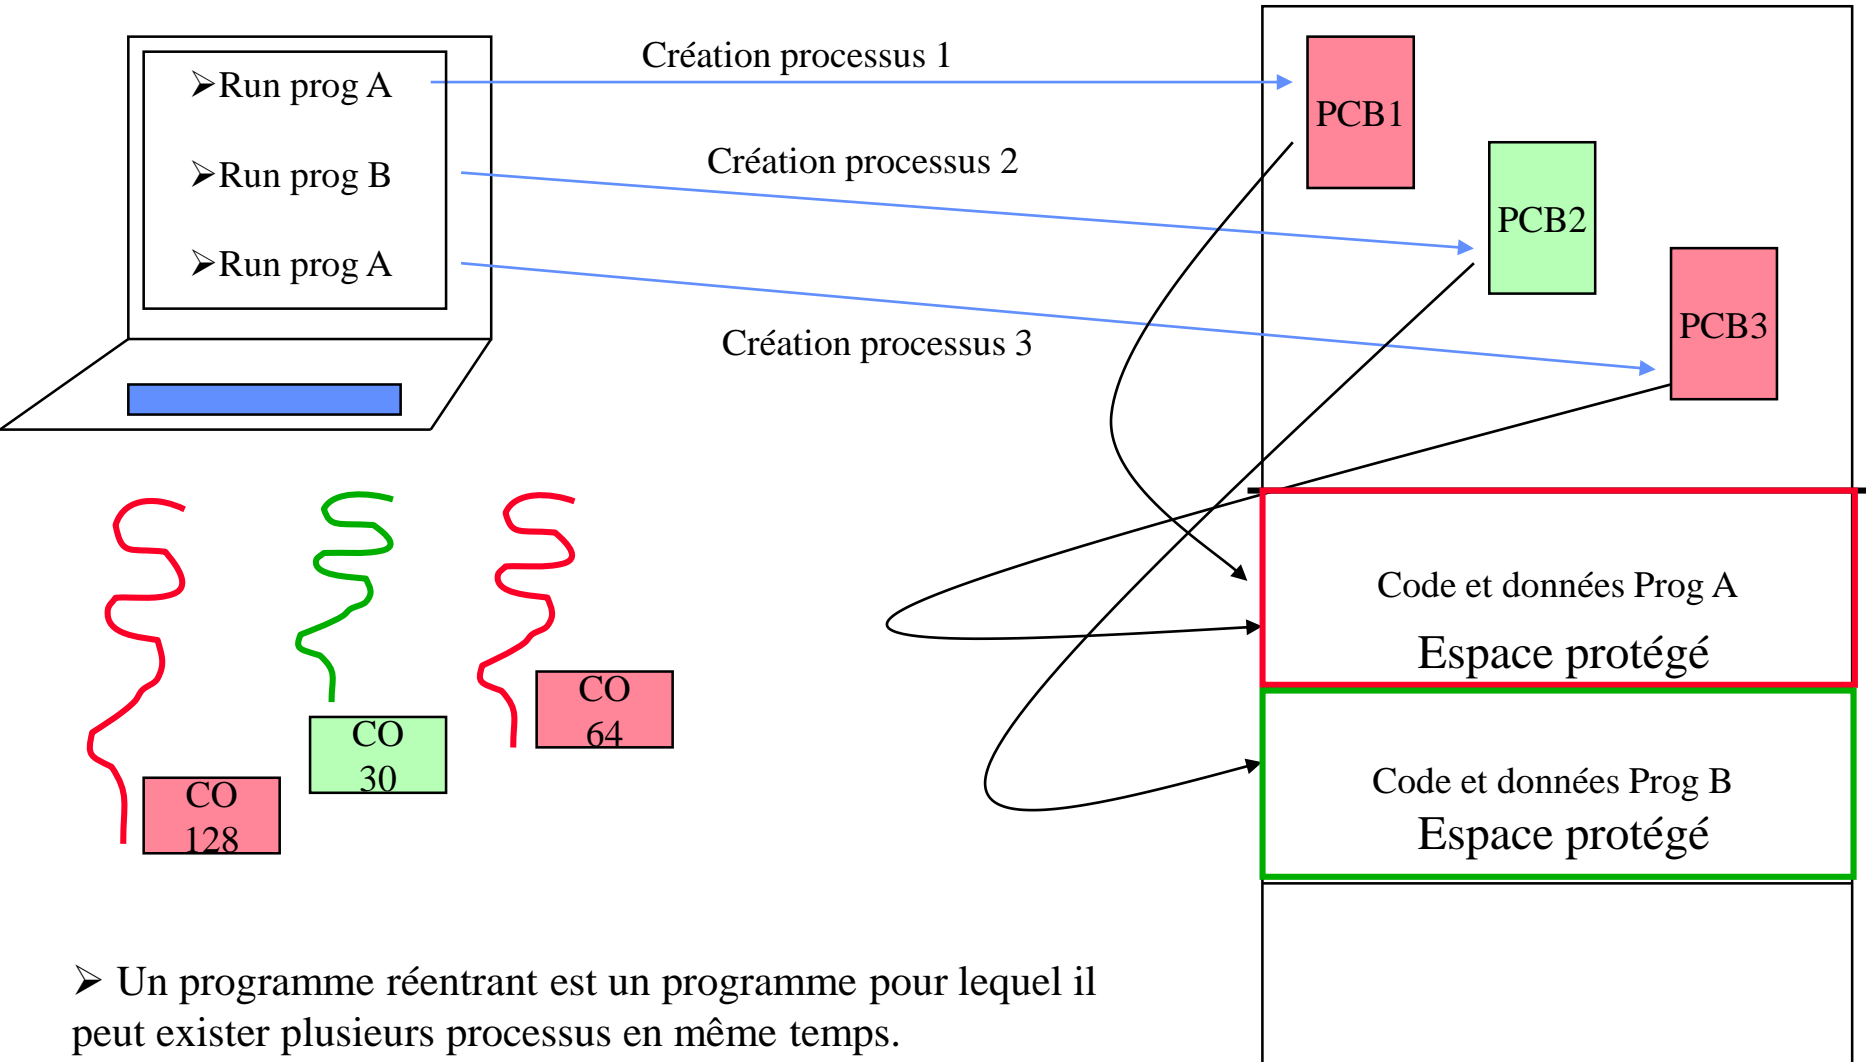 ➢Run prog A
➢Run prog B
➢Run prog A
Création processus 1
Création processus 2
Création processus 3
PCB1
PCB2
PCB3
CO
128
CO
30
CO
64
Code et données Prog A
Espace protégé
Code et données Prog B
Espace protégé
➢ Un programme réentrant est un programme pour lequel il
peut exister plusieurs processus en même temps.